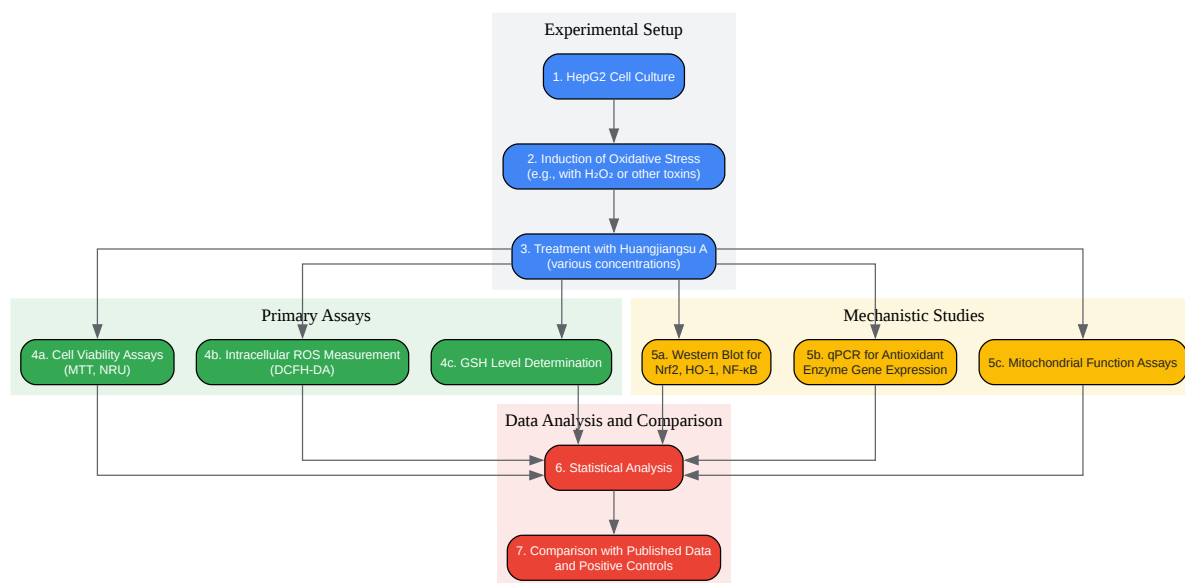 Experimental Setup
1. HepG2 Cell Culture
2. Induction of Oxidative Stress
(e.g., with H₂O₂ or other toxins)
3. Treatment with Huangjiangsu A
(various concentrations)
Primary Assays
4a. Cell Viability Assays
(MTT, NRU)
4b. Intracellular ROS Measurement
(DCFH-DA)
4c. GSH Level Determination
Mechanistic Studies
5a. Western Blot for
Nrf2, HO-1, NF-κB
5b. qPCR for Antioxidant
Enzyme Gene Expression
5c. Mitochondrial Function Assays
Data Analysis and Comparison
6. Statistical Analysis
7. Comparison with Published Data
and Positive Controls